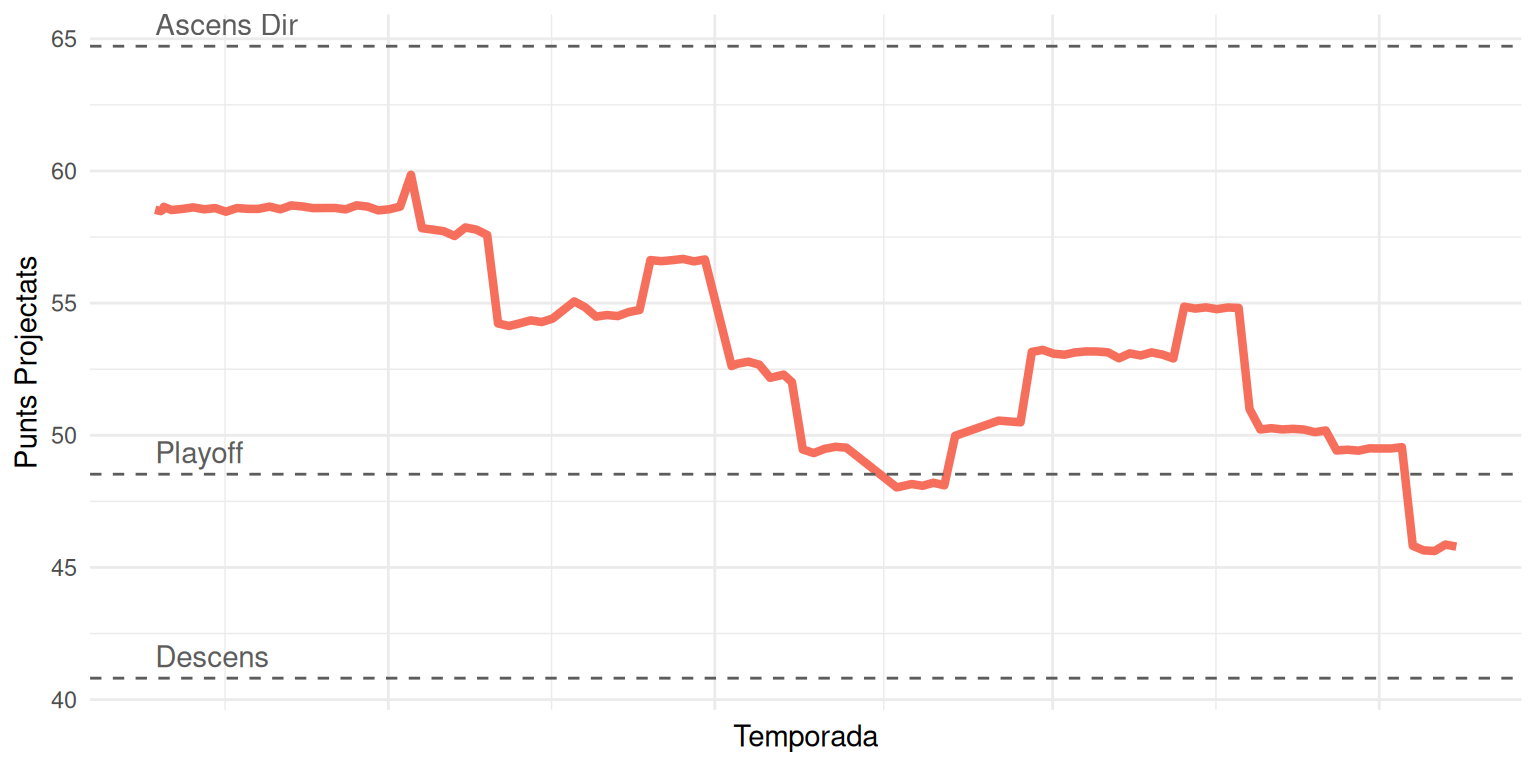 Ascens Dir
65
60
55
50
45
40
Playoff
Descens
Punts Projectats
Temporada